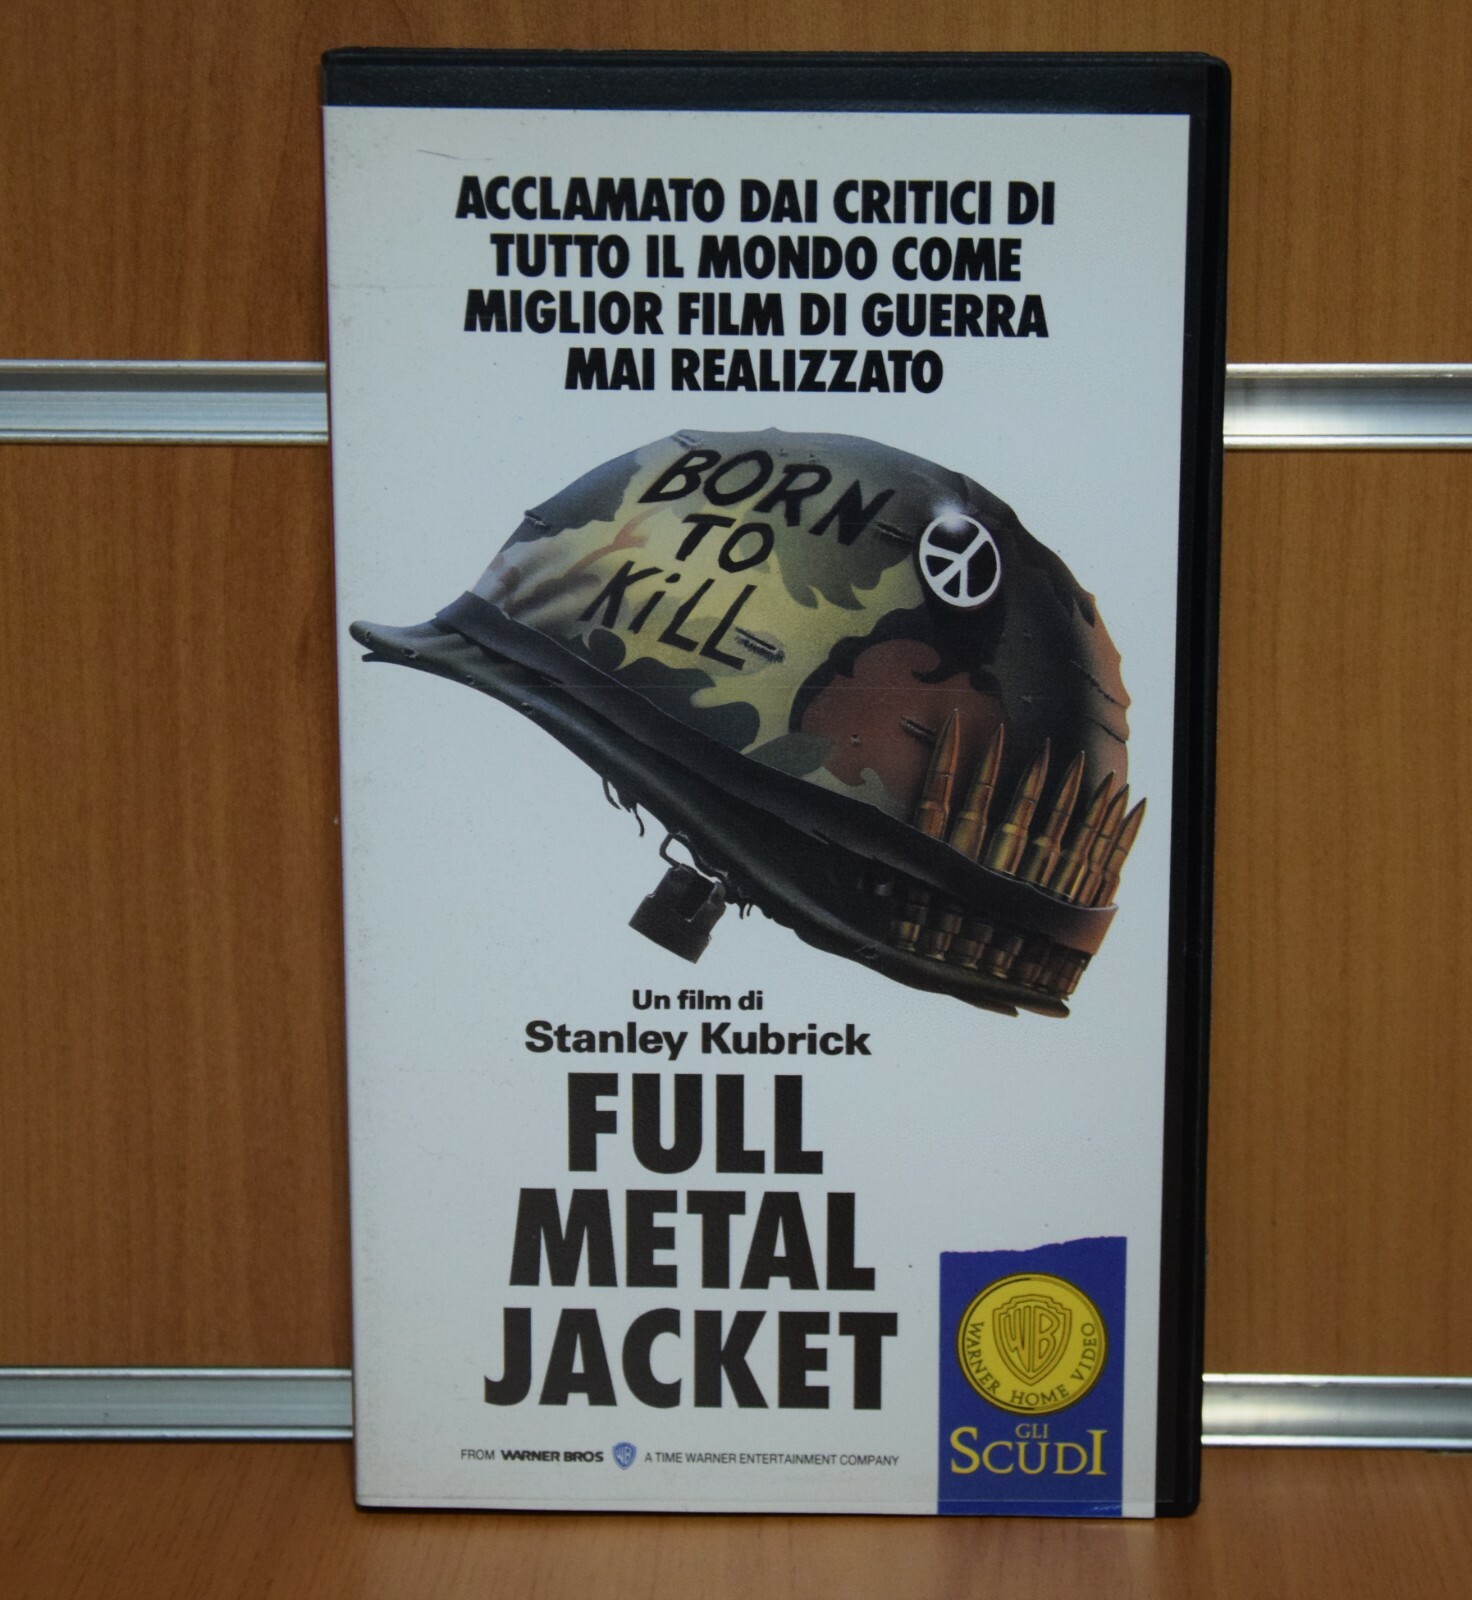 ACCLAMATO DAI CRITICI DI
TUTTO IL MONDO COME
MIGLIOR FILM DI GUERRA
MAI REALIZZATO
BORN
TO
KiLL
Un film di
Stanley Kubrick
FULL
METAL
JACKET
WB
WARNER HOME VIDEO
GLI
SCUDI
FROM WARNER BROS WB A TIME WARNER ENTERTAINMENT COMPANY